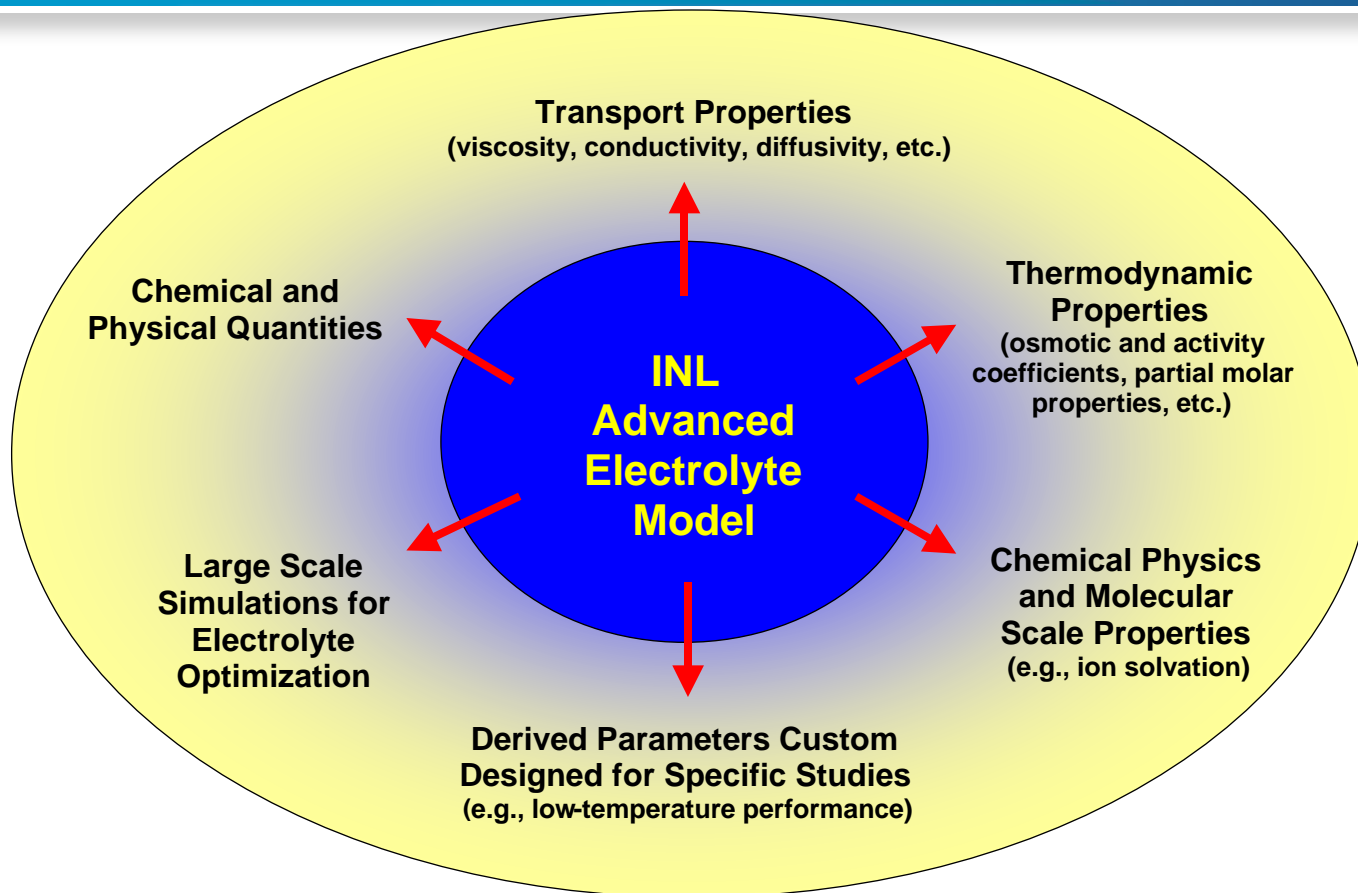 Transport Properties
(viscosity, conductivity, diffusivity, etc.)
Chemical and
Physical Quantities
Thermodynamic
Properties
(osmotic and activity
coefficients, partial molar
properties, etc.)
INL
Advanced
Electrolyte
Model
Large Scale
Simulations for
Electrolyte
Optimization
Chemical Physics
and Molecular
Scale Properties
(e.g., ion solvation)
Derived Parameters Custom
Designed for Specific Studies
(e.g., low-temperature performance)